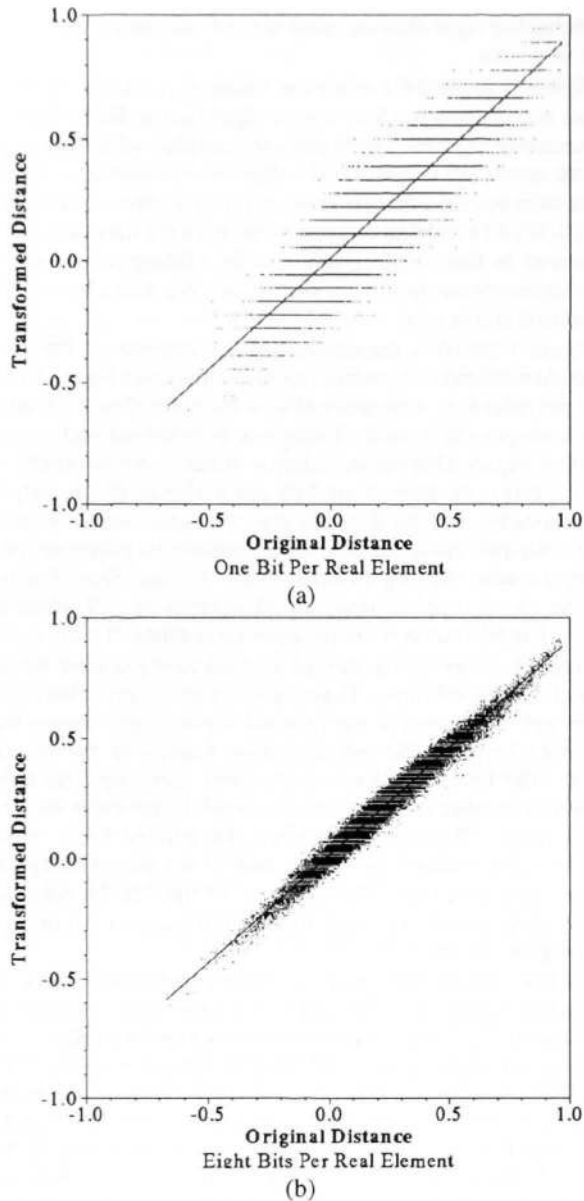 1.0
0.5
0.0
-0.5
-1.0
Transformed Distance
-1.0 -0.5 0.0 0.5 1.0
Original Distance
One Bit Per Real Element
(a)
1.0
0.5
0.0
-0.5
-1.0
Transformed Distance
-1.0 -0.5 0.0 0.5 1.0
Original Distance
Eight Bits Per Real Element
(b)